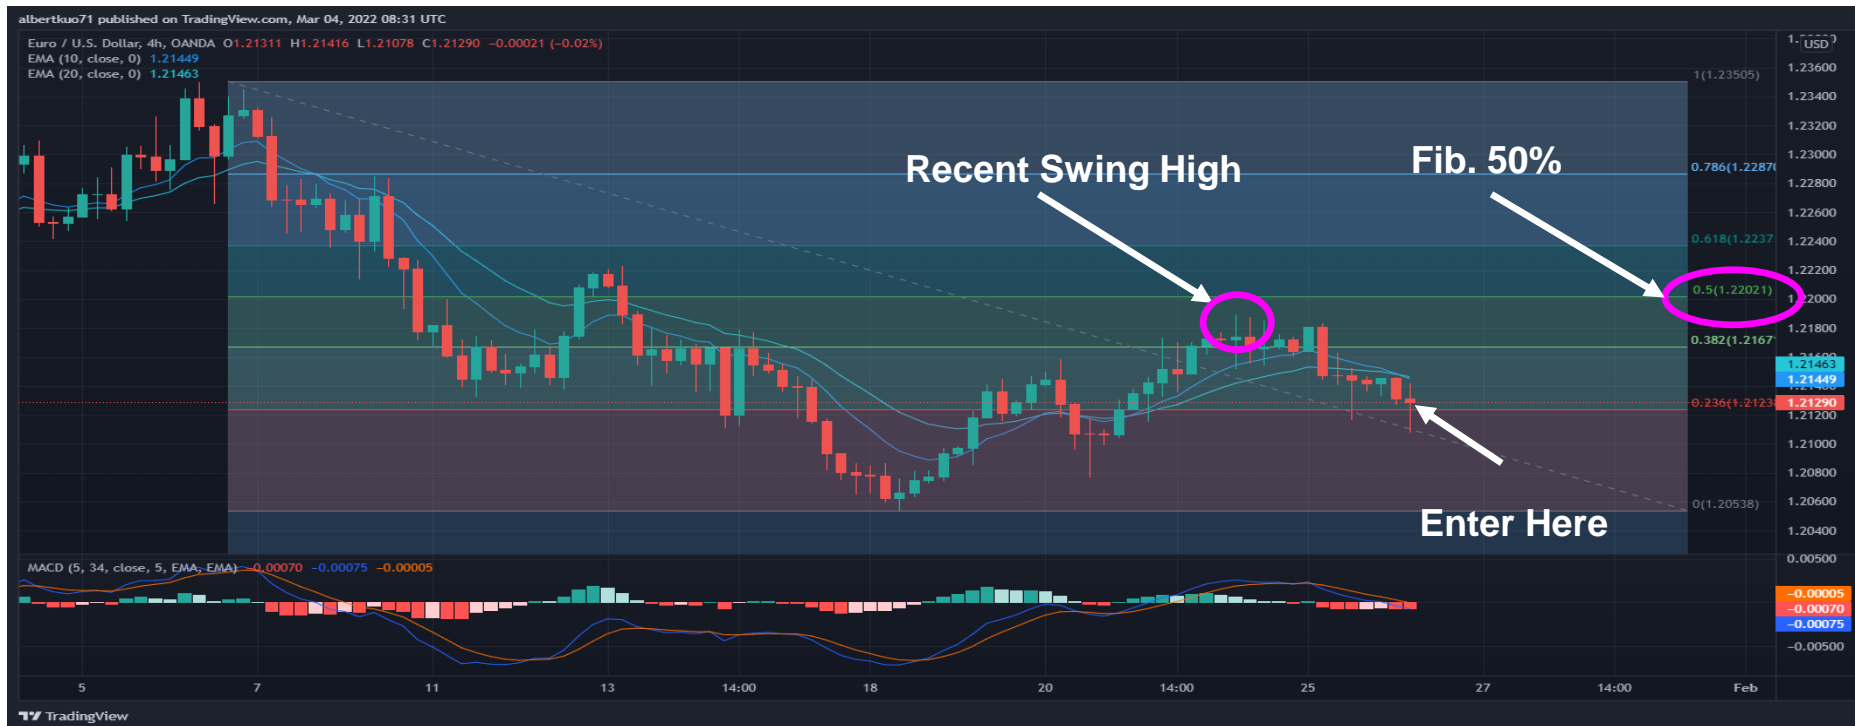 albertkuo71 published on TradingView.com, Mar 04, 2022 08:31 UTC
Euro / U.S. Dollar, 4h, OANDA O1.21311 H1.21416 L1.21078 C1.21290 −0.00021 (−0.02%)
EMA (10, close, 0) 1.21449
EMA (20, close, 0) 1.21463
USD
1(1.23505)
1.23600
1.23400
1.23200
1.23000
Recent Swing High
Fib. 50%
0.786(1.2287
1.22800
1.22600
0.618(1.2237
1.22400
1.22200
0.5(1.22021)
1.22000
1.21800
0.382(1.2167
1.21600
1.21463
1.21449
0.236(1.2123
1.21290
1.21200
1.21000
1.20800
0(1.20538)
1.20600
Enter Here
1.20400
MACD (5, 34, close, 5, EMA, EMA) −0.00070 −0.00075 −0.00005
0.00500
−0.00005
−0.00070
−0.00075
−0.00500
5 7 11 13 14:00 18 20 14:00 25 27 14:00 Feb
TradingView